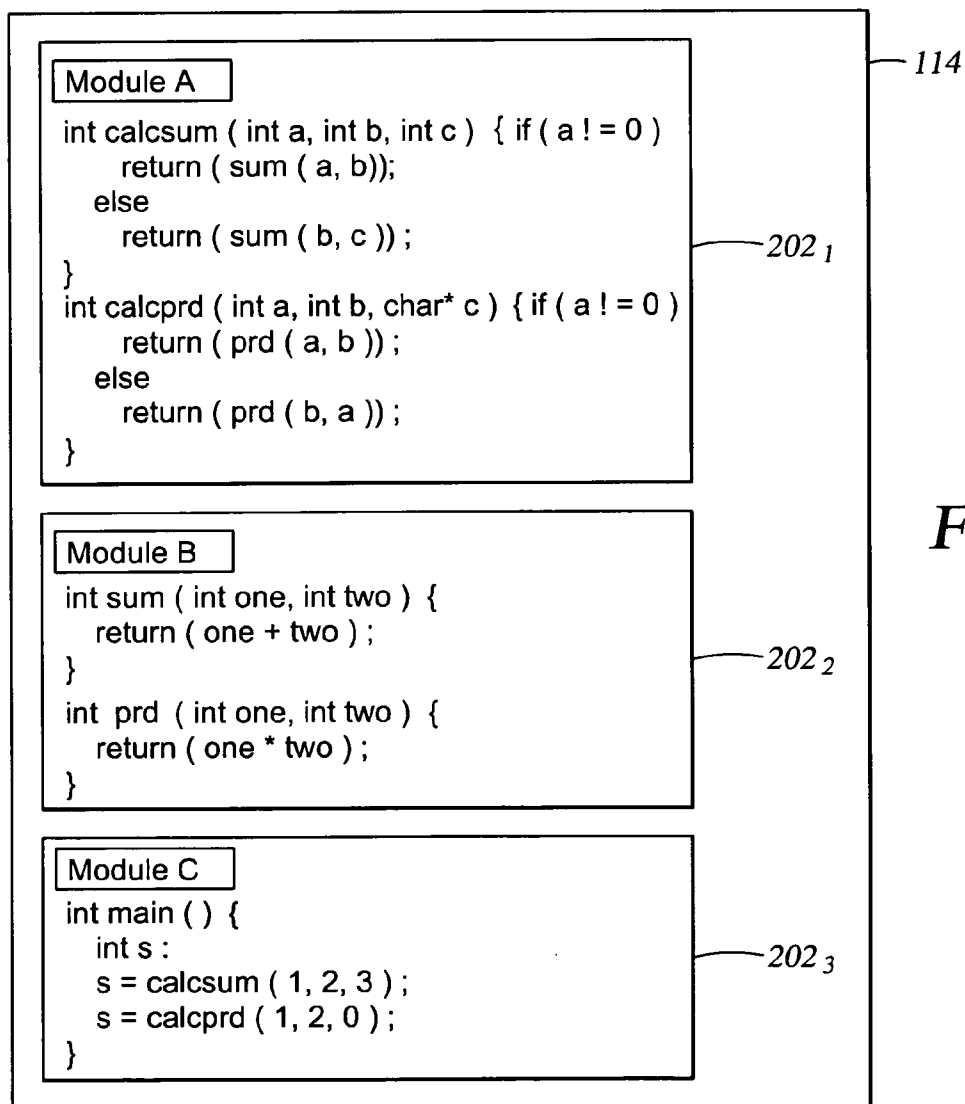 Module A
int calcsum ( int a, int b, int c ) { if ( a ! = 0 )
return ( sum ( a, b));
else
return ( sum ( b, c )) ;
}
int calcprd ( int a, int b, char* c ) { if ( a ! = 0 )
return ( prd ( a, b )) ;
else
return ( prd ( b, a )) ;
}
114
202 1
Module B
int sum ( int one, int two ) {
return ( one + two ) ;
}
int prd ( int one, int two ) {
return ( one * two ) ;
}
202 2
F
Module C
int main ( ) {
int s :
s = calcsum ( 1, 2, 3 ) ;
s = calcprd ( 1, 2, 0 ) ;
}
202 3